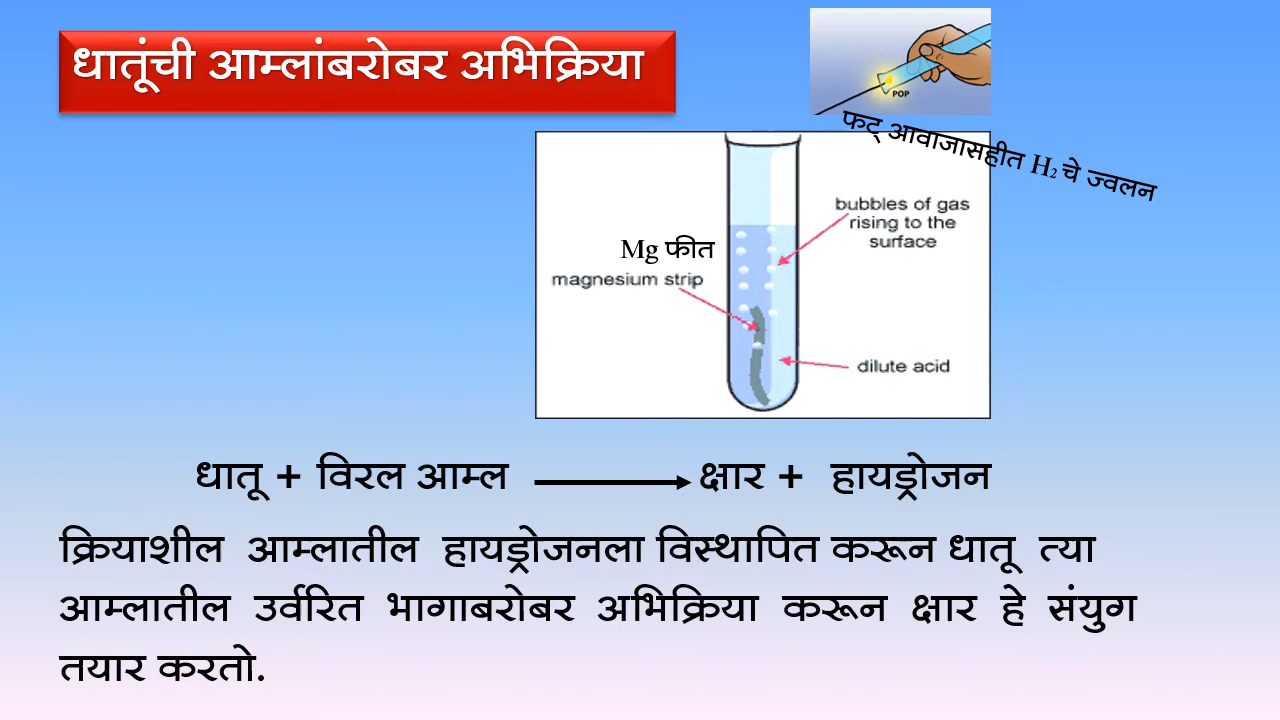 धातूंची आम्लांबरोबर अभिक्रिया
POP
फट् आवाजासहीत H₂ चे ज्वलन
bubbles of gas
rising to the
surface
Mg फीत
magnesium strip
dilute acid
धातू + विरल आम्ल ⟶ क्षार + हायड्रोजन
क्रियाशील आम्लातील हायड्रोजनला विस्थापित करून धातू त्या
आम्लातील उर्वरित भागाबरोबर अभिक्रिया करून क्षार हे संयुग
तयार करतो.